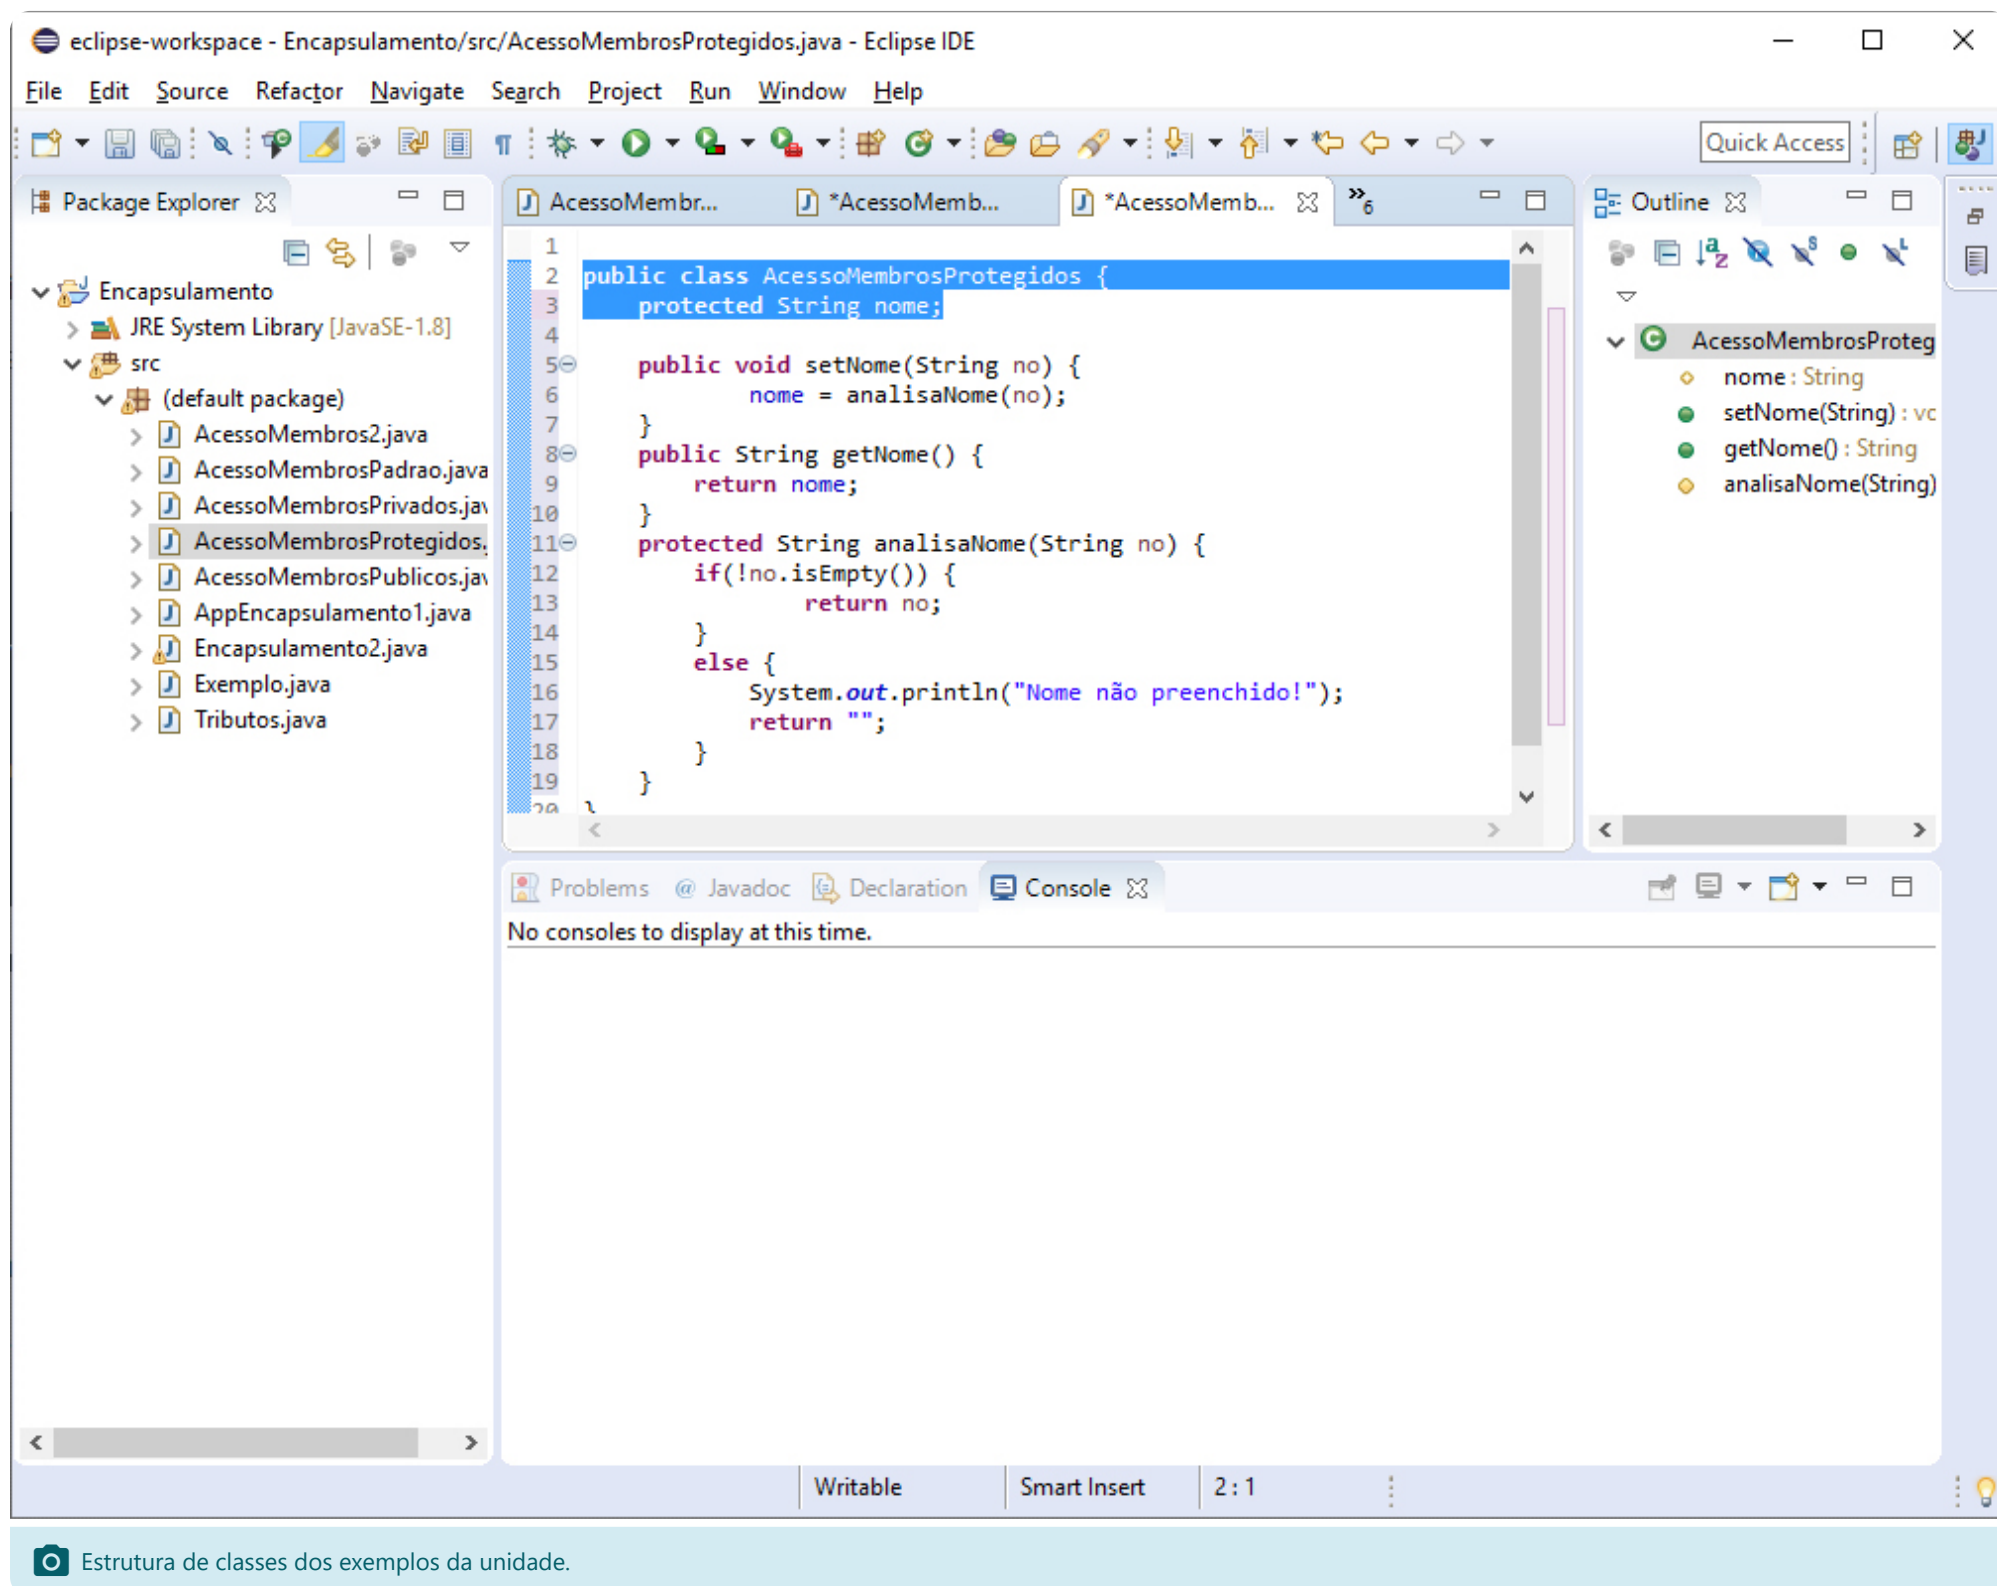 eclipse-workspace - Encapsulamento/src/AcessoMembrosProtegidos.java - Eclipse IDE
File Edit Source Refactor Navigate Search Project Run Window Help
Quick Access
Package Explorer
Encapsulamento
JRE System Library [JavaSE-1.8]
src
(default package)
AcessoMembros2.java
AcessoMembrosPadrao.java
AcessoMembrosPrivados.jav
AcessoMembrosProtegidos.
AcessoMembrosPublicos.jav
AppEncapsulamento1.java
Encapsulamento2.java
Exemplo.java
Tributos.java
AcessoMembr... *AcessoMemb... *AcessoMemb... »6
1
2 public class AcessoMembrosProtegidos {
3 protected String nome;
4
5 public void setNome(String no) {
6 nome = analisaNome(no);
7 }
8 public String getNome() {
9 return nome;
10 }
11 protected String analisaNome(String no) {
12 if(!no.isEmpty()) {
13 return no;
14 }
15 else {
16 System.out.println("Nome não preenchido!");
17 return "";
18 }
19 }
20 }
Outline
AcessoMembrosProteg
nome : String
setNome(String) : vo
getNome() : String
analisaNome(String)
Problems @ Javadoc Declaration Console
No consoles to display at this time.
Writable Smart Insert 2 : 1
Estrutura de classes dos exemplos da unidade.